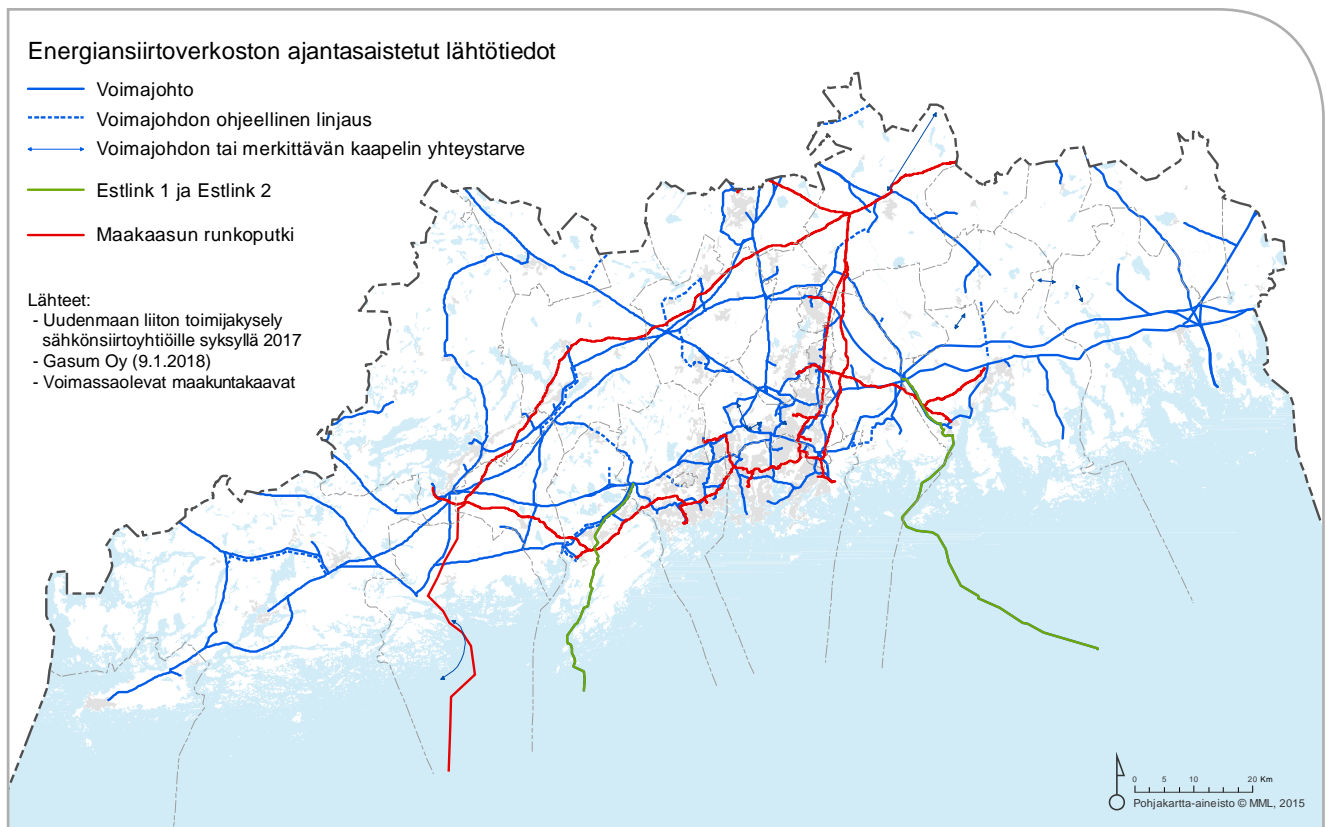 Energiansiirtoverkoston ajantasaistetut lähtötiedot
Voimajohto
Voimajohdon ohjeellinen linjaus
Voimajohdon tai merkittävän kaapelin yhteystarve
Estlink 1 ja Estlink 2
Maakaasun runkoputki
Lähteet:
- Uudenmaan liiton toimijakysely
sähkönsiirtoyhtiöille syksyllä 2017
- Gasum Oy (9.1.2018)
- Voimassaolevat maakuntakaavat
0 5 10 20 Km
Pohjakartta-aineisto © MML, 2015